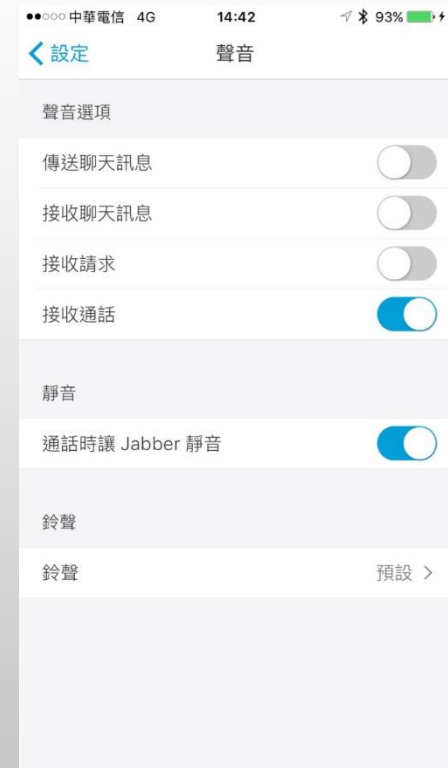 中華電信 4G 14:42 93%
設定 聲音
聲音選項
傳送聊天訊息
接收聊天訊息
接收請求
接收通話
靜音
通話時讓 Jabber 靜音
鈴聲
鈴聲 預設